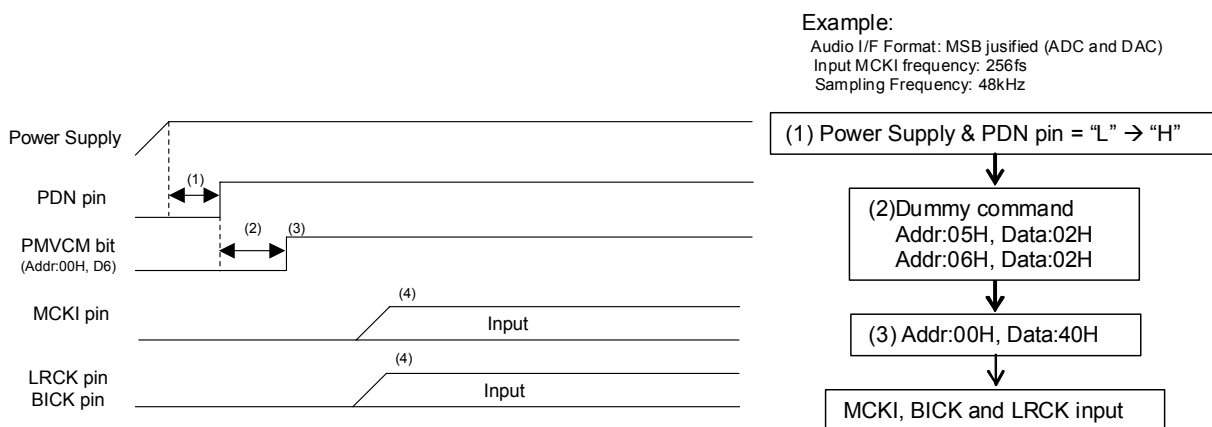 Example:
Audio I/F Format: MSB jusified (ADC and DAC)
Input MCKI frequency: 256fs
Sampling Frequency: 48kHz
Power Supply
(1)
PDN pin
(2)
(3)
PMVCM bit
(Addr:00H, D6)
(4)
MCKI pin
Input
(4)
LRCK pin
BICK pin
Input
(1) Power Supply & PDN pin = “L” → “H”
(2)Dummy command
Addr:05H, Data:02H
Addr:06H, Data:02H
(3) Addr:00H, Data:40H
MCKI, BICK and LRCK input